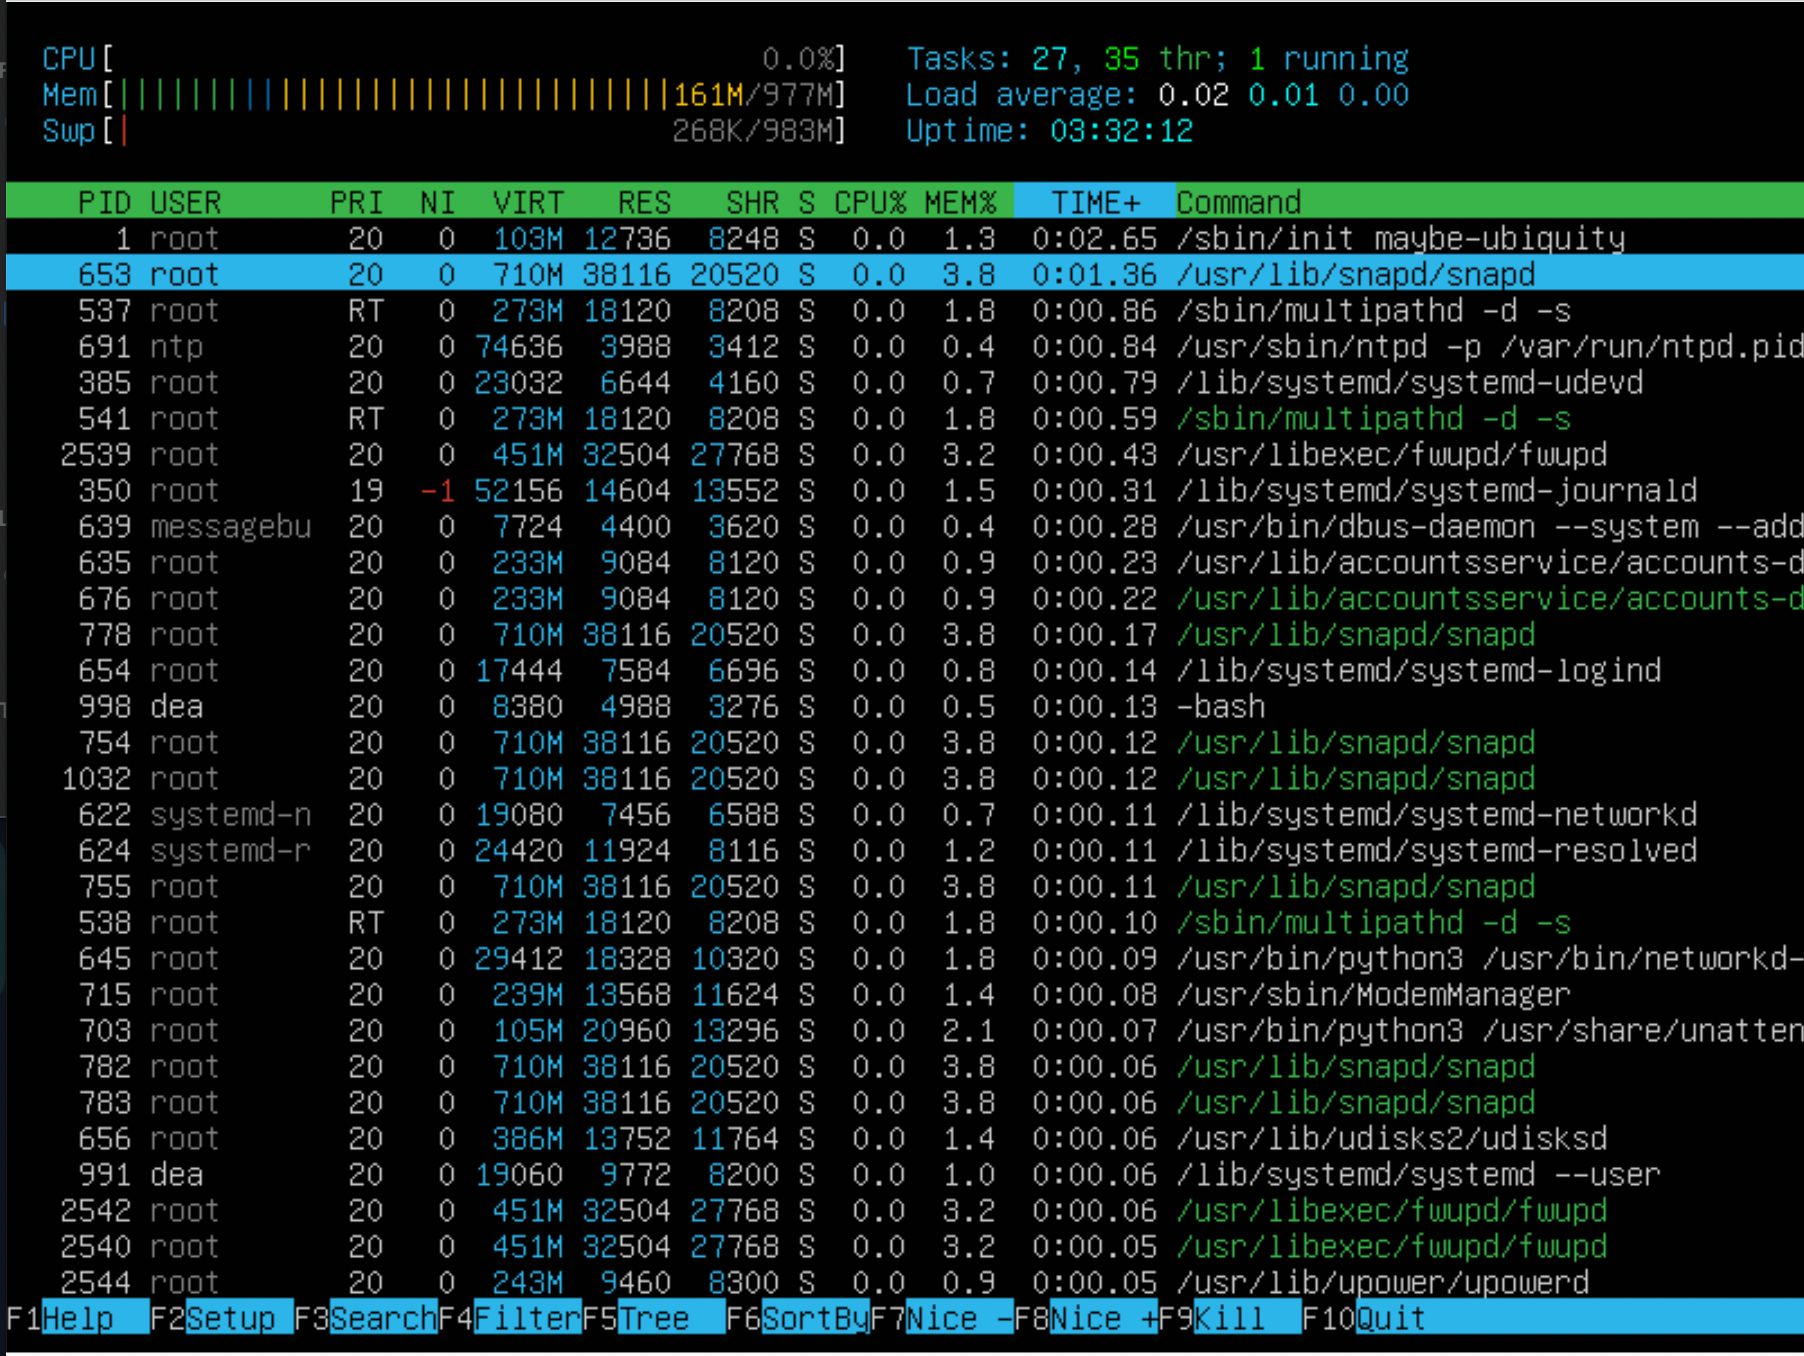 CPU[ 0.0%] Tasks: 27, 35 thr; 1 running
Mem[|||||||||||||||||||||||||||||||161M/977M] Load average: 0.02 0.01 0.00
Swp[| 268K/983M] Uptime: 03:32:12
PID USER PRI NI VIRT RES SHR S CPU% MEM% TIME+ Command
1 root 20 0 103M 12736 8248 S 0.0 1.3 0:02.65 /sbin/init maybe-ubiquity
653 root 20 0 710M 38116 20520 S 0.0 3.8 0:01.36 /usr/lib/snapd/snapd
537 root RT 0 273M 18120 8208 S 0.0 1.8 0:00.86 /sbin/multipathd -d -s
691 ntp 20 0 74636 3988 3412 S 0.0 0.4 0:00.84 /usr/sbin/ntpd -p /var/run/ntpd.pid
385 root 20 0 23032 6644 4160 S 0.0 0.7 0:00.79 /lib/systemd/systemd-udevd
541 root RT 0 273M 18120 8208 S 0.0 1.8 0:00.59 /sbin/multipathd -d -s
2539 root 20 0 451M 32504 27768 S 0.0 3.2 0:00.43 /usr/libexec/fwupd/fwupd
350 root 19 -1 52156 14604 13552 S 0.0 1.5 0:00.31 /lib/systemd/systemd-journald
639 messagebu 20 0 7724 4400 3620 S 0.0 0.4 0:00.28 /usr/bin/dbus-daemon --system --add
635 root 20 0 233M 9084 8120 S 0.0 0.9 0:00.23 /usr/lib/accountsservice/accounts-d
676 root 20 0 233M 9084 8120 S 0.0 0.9 0:00.22 /usr/lib/accountsservice/accounts-d
778 root 20 0 710M 38116 20520 S 0.0 3.8 0:00.17 /usr/lib/snapd/snapd
654 root 20 0 17444 7584 6696 S 0.0 0.8 0:00.14 /lib/systemd/systemd-logind
998 dea 20 0 8380 4988 3276 S 0.0 0.5 0:00.13 -bash
754 root 20 0 710M 38116 20520 S 0.0 3.8 0:00.12 /usr/lib/snapd/snapd
1032 root 20 0 710M 38116 20520 S 0.0 3.8 0:00.12 /usr/lib/snapd/snapd
622 systemd-n 20 0 19080 7456 6588 S 0.0 0.7 0:00.11 /lib/systemd/systemd-networkd
624 systemd-r 20 0 24420 11924 8116 S 0.0 1.2 0:00.11 /lib/systemd/systemd-resolved
755 root 20 0 710M 38116 20520 S 0.0 3.8 0:00.11 /usr/lib/snapd/snapd
538 root RT 0 273M 18120 8208 S 0.0 1.8 0:00.10 /sbin/multipathd -d -s
645 root 20 0 29412 18328 10320 S 0.0 1.8 0:00.09 /usr/bin/python3 /usr/bin/networkd-
715 root 20 0 239M 13568 11624 S 0.0 1.4 0:00.08 /usr/sbin/ModemManager
703 root 20 0 105M 20960 13296 S 0.0 2.1 0:00.07 /usr/bin/python3 /usr/share/unatten
782 root 20 0 710M 38116 20520 S 0.0 3.8 0:00.06 /usr/lib/snapd/snapd
783 root 20 0 710M 38116 20520 S 0.0 3.8 0:00.06 /usr/lib/snapd/snapd
656 root 20 0 386M 13752 11764 S 0.0 1.4 0:00.06 /usr/lib/udisks2/udisksd
991 dea 20 0 19060 9772 8200 S 0.0 1.0 0:00.06 /lib/systemd/systemd --user
2542 root 20 0 451M 32504 27768 S 0.0 3.2 0:00.06 /usr/libexec/fwupd/fwupd
2540 root 20 0 451M 32504 27768 S 0.0 3.2 0:00.05 /usr/libexec/fwupd/fwupd
2544 root 20 0 243M 9460 8300 S 0.0 0.9 0:00.05 /usr/lib/upower/upowerd
F1Help F2Setup F3SearchF4FilterF5Tree F6SortByF7Nice -F8Nice +F9Kill F10Quit